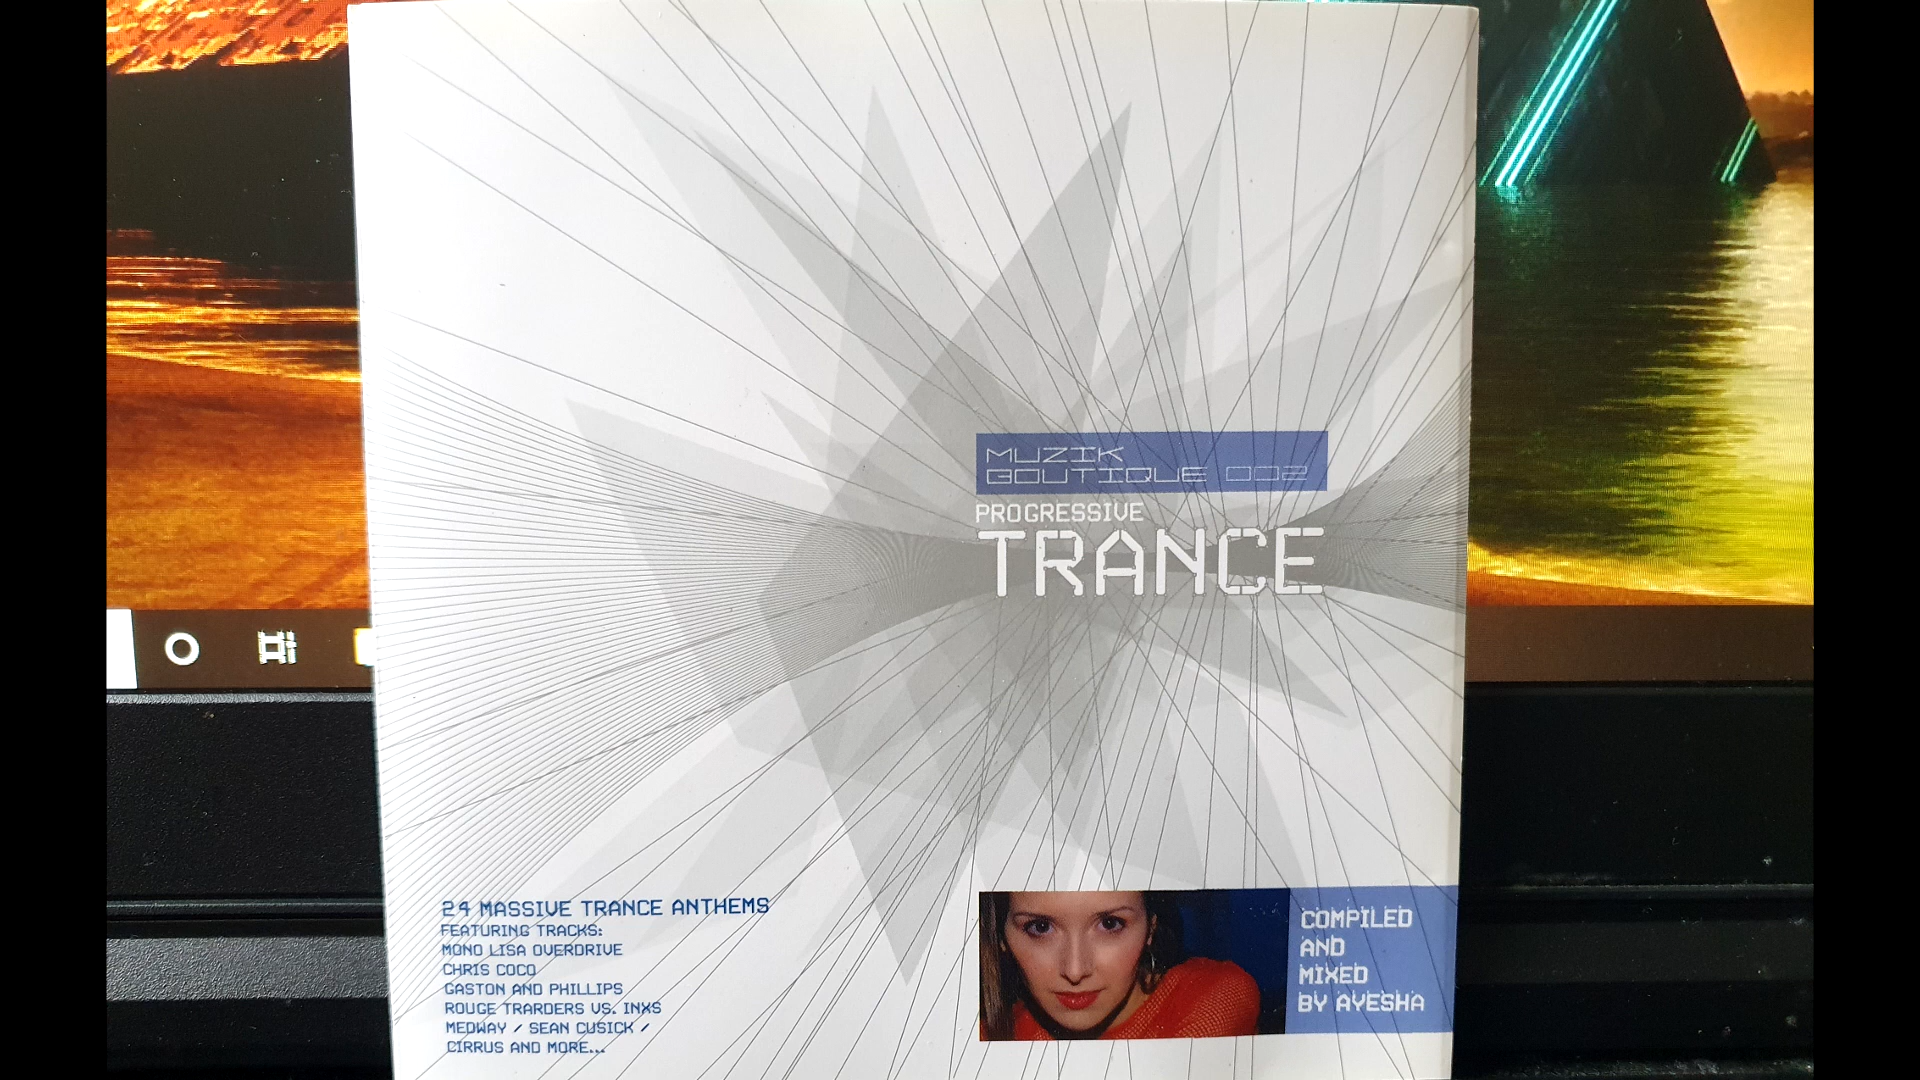 MUZIK
BOUTIQUE 002
PROGRESSIVE
TRANCE
24 MASSIVE TRANCE ANTHEMS
FEATURING TRACKS:
MONO LISA OVERDRIVE
CHRIS COCO
GASTON AND PHILLIPS
ROUGE TRARDERS VS. INXS
MEDWAY / SEAN CUSICK /
CIRRUS AND MORE...
COMPILED
AND
MIXED
BY AYESHA